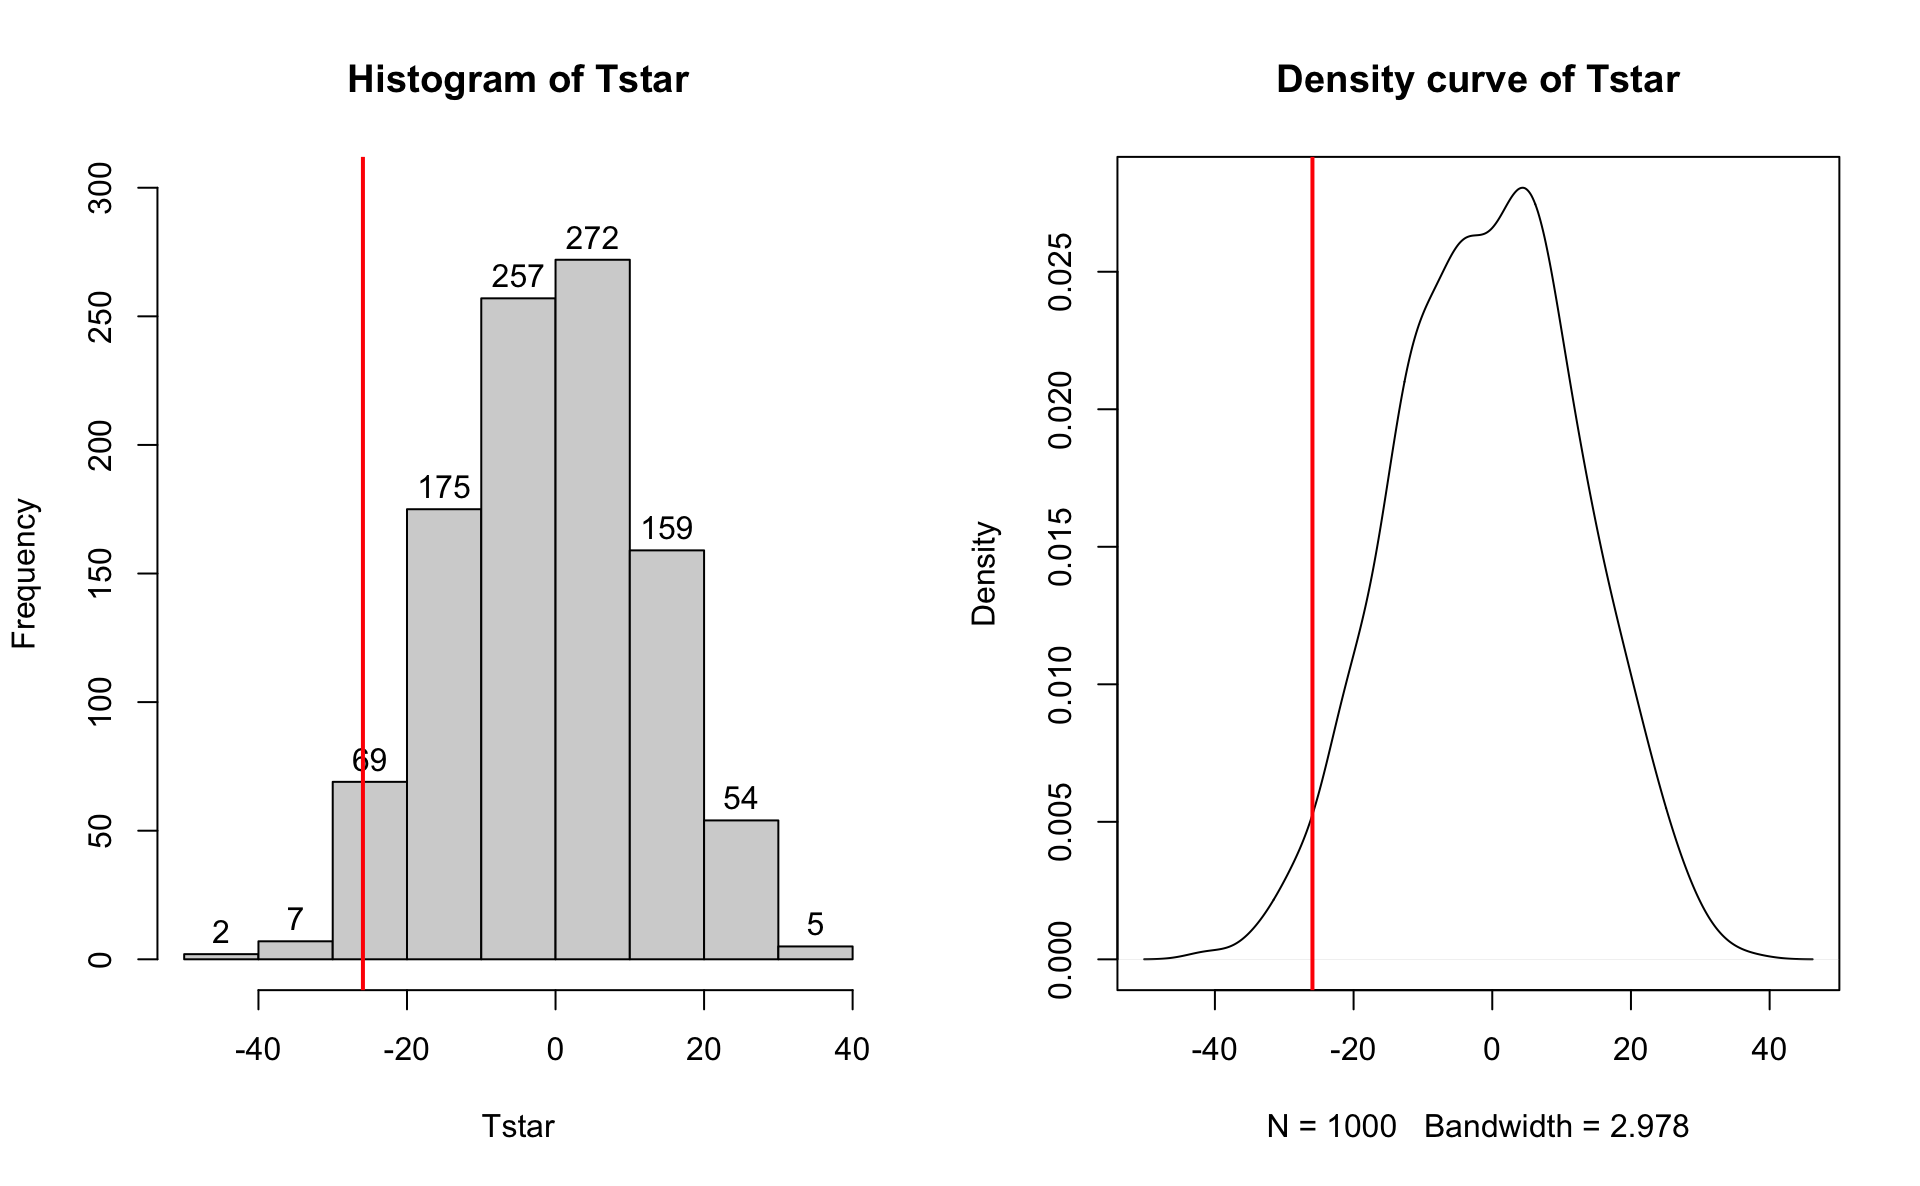 Histogram of Tstar
Frequency
0 50 100 150 200 250 300
2 7 69 175 257 272 159 54 5
-40 -20 0 20 40
Tstar
Density curve of Tstar
Density
0.000 0.005 0.010 0.015 0.020 0.025
-40 -20 0 20 40
N = 1000 Bandwidth = 2.978